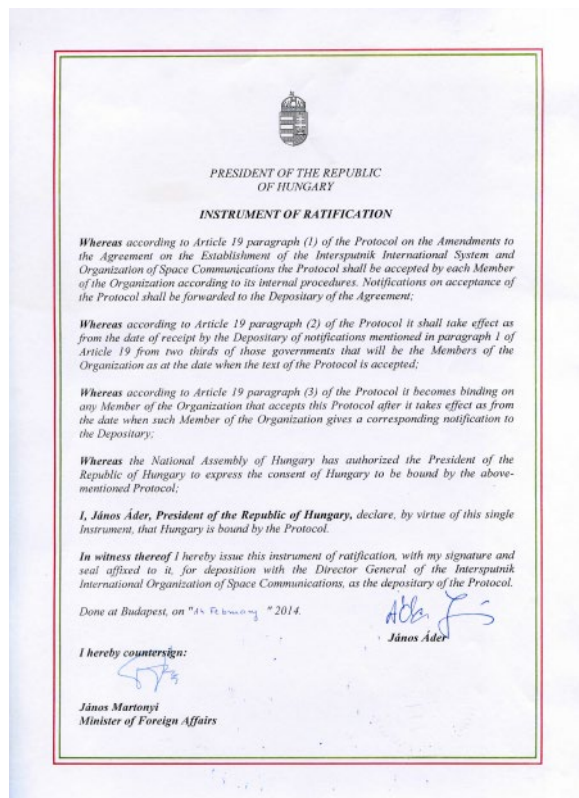 PRESIDENT OF THE REPUBLIC
OF HUNGARY
INSTRUMENT OF RATIFICATION
Whereas according to Article 19 paragraph (1) of the Protocol on the Amendments to
the Agreement on the Establishment of the Intersputnik International System and
Organization of Space Communications the Protocol shall be accepted by each Member
of the Organization according to its internal procedures. Notifications on acceptance of
the Protocol shall be forwarded to the Depositary of the Agreement;
Whereas according to Article 19 paragraph (2) of the Protocol it shall take effect as
from the date of receipt by the Depositary of notifications mentioned in paragraph 1 of
Article 19 from two thirds of those governments that will be the Members of the
Organization as at the date when the text of the Protocol is accepted;
Whereas according to Article 19 paragraph (3) of the Protocol it becomes binding on
any Member of the Organization that accepts this Protocol after it takes effect as from
the date when such Member of the Organization gives a corresponding notification to
the Depositary;
Whereas the National Assembly of Hungary has authorized the President of the
Republic of Hungary to express the consent of Hungary to be bound by the above-
mentioned Protocol;
I, János Áder, President of the Republic of Hungary, declare, by virtue of this single
Instrument, that Hungary is bound by the Protocol.
In witness thereof I hereby issue this instrument of ratification, with my signature and
seal affixed to it, for deposition with the Director General of the Intersputnik
International Organization of Space Communications, as the depositary of the Protocol.
Done at Budapest, on " February " 2014.
János Áder
I hereby countersign:
János Martonyi
Minister of Foreign Affairs